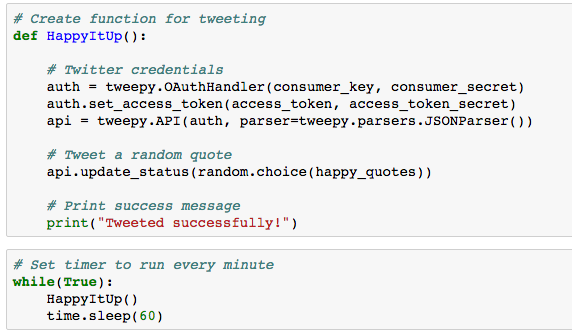 # Create function for tweeting
def HappyItUp():
    # Twitter credentials
    auth = tweepy.OAuthHandler(consumer_key, consumer_secret)
    auth.set_access_token(access_token, access_token_secret)
    api = tweepy.API(auth, parser=tweepy.parsers.JSONParser())
    # Tweet a random quote
    api.update_status(random.choice(happy_quotes))
    # Print success message
    print("Tweeted successfully!")
# Set timer to run every minute
while(True):
    HappyItUp()
    time.sleep(60)